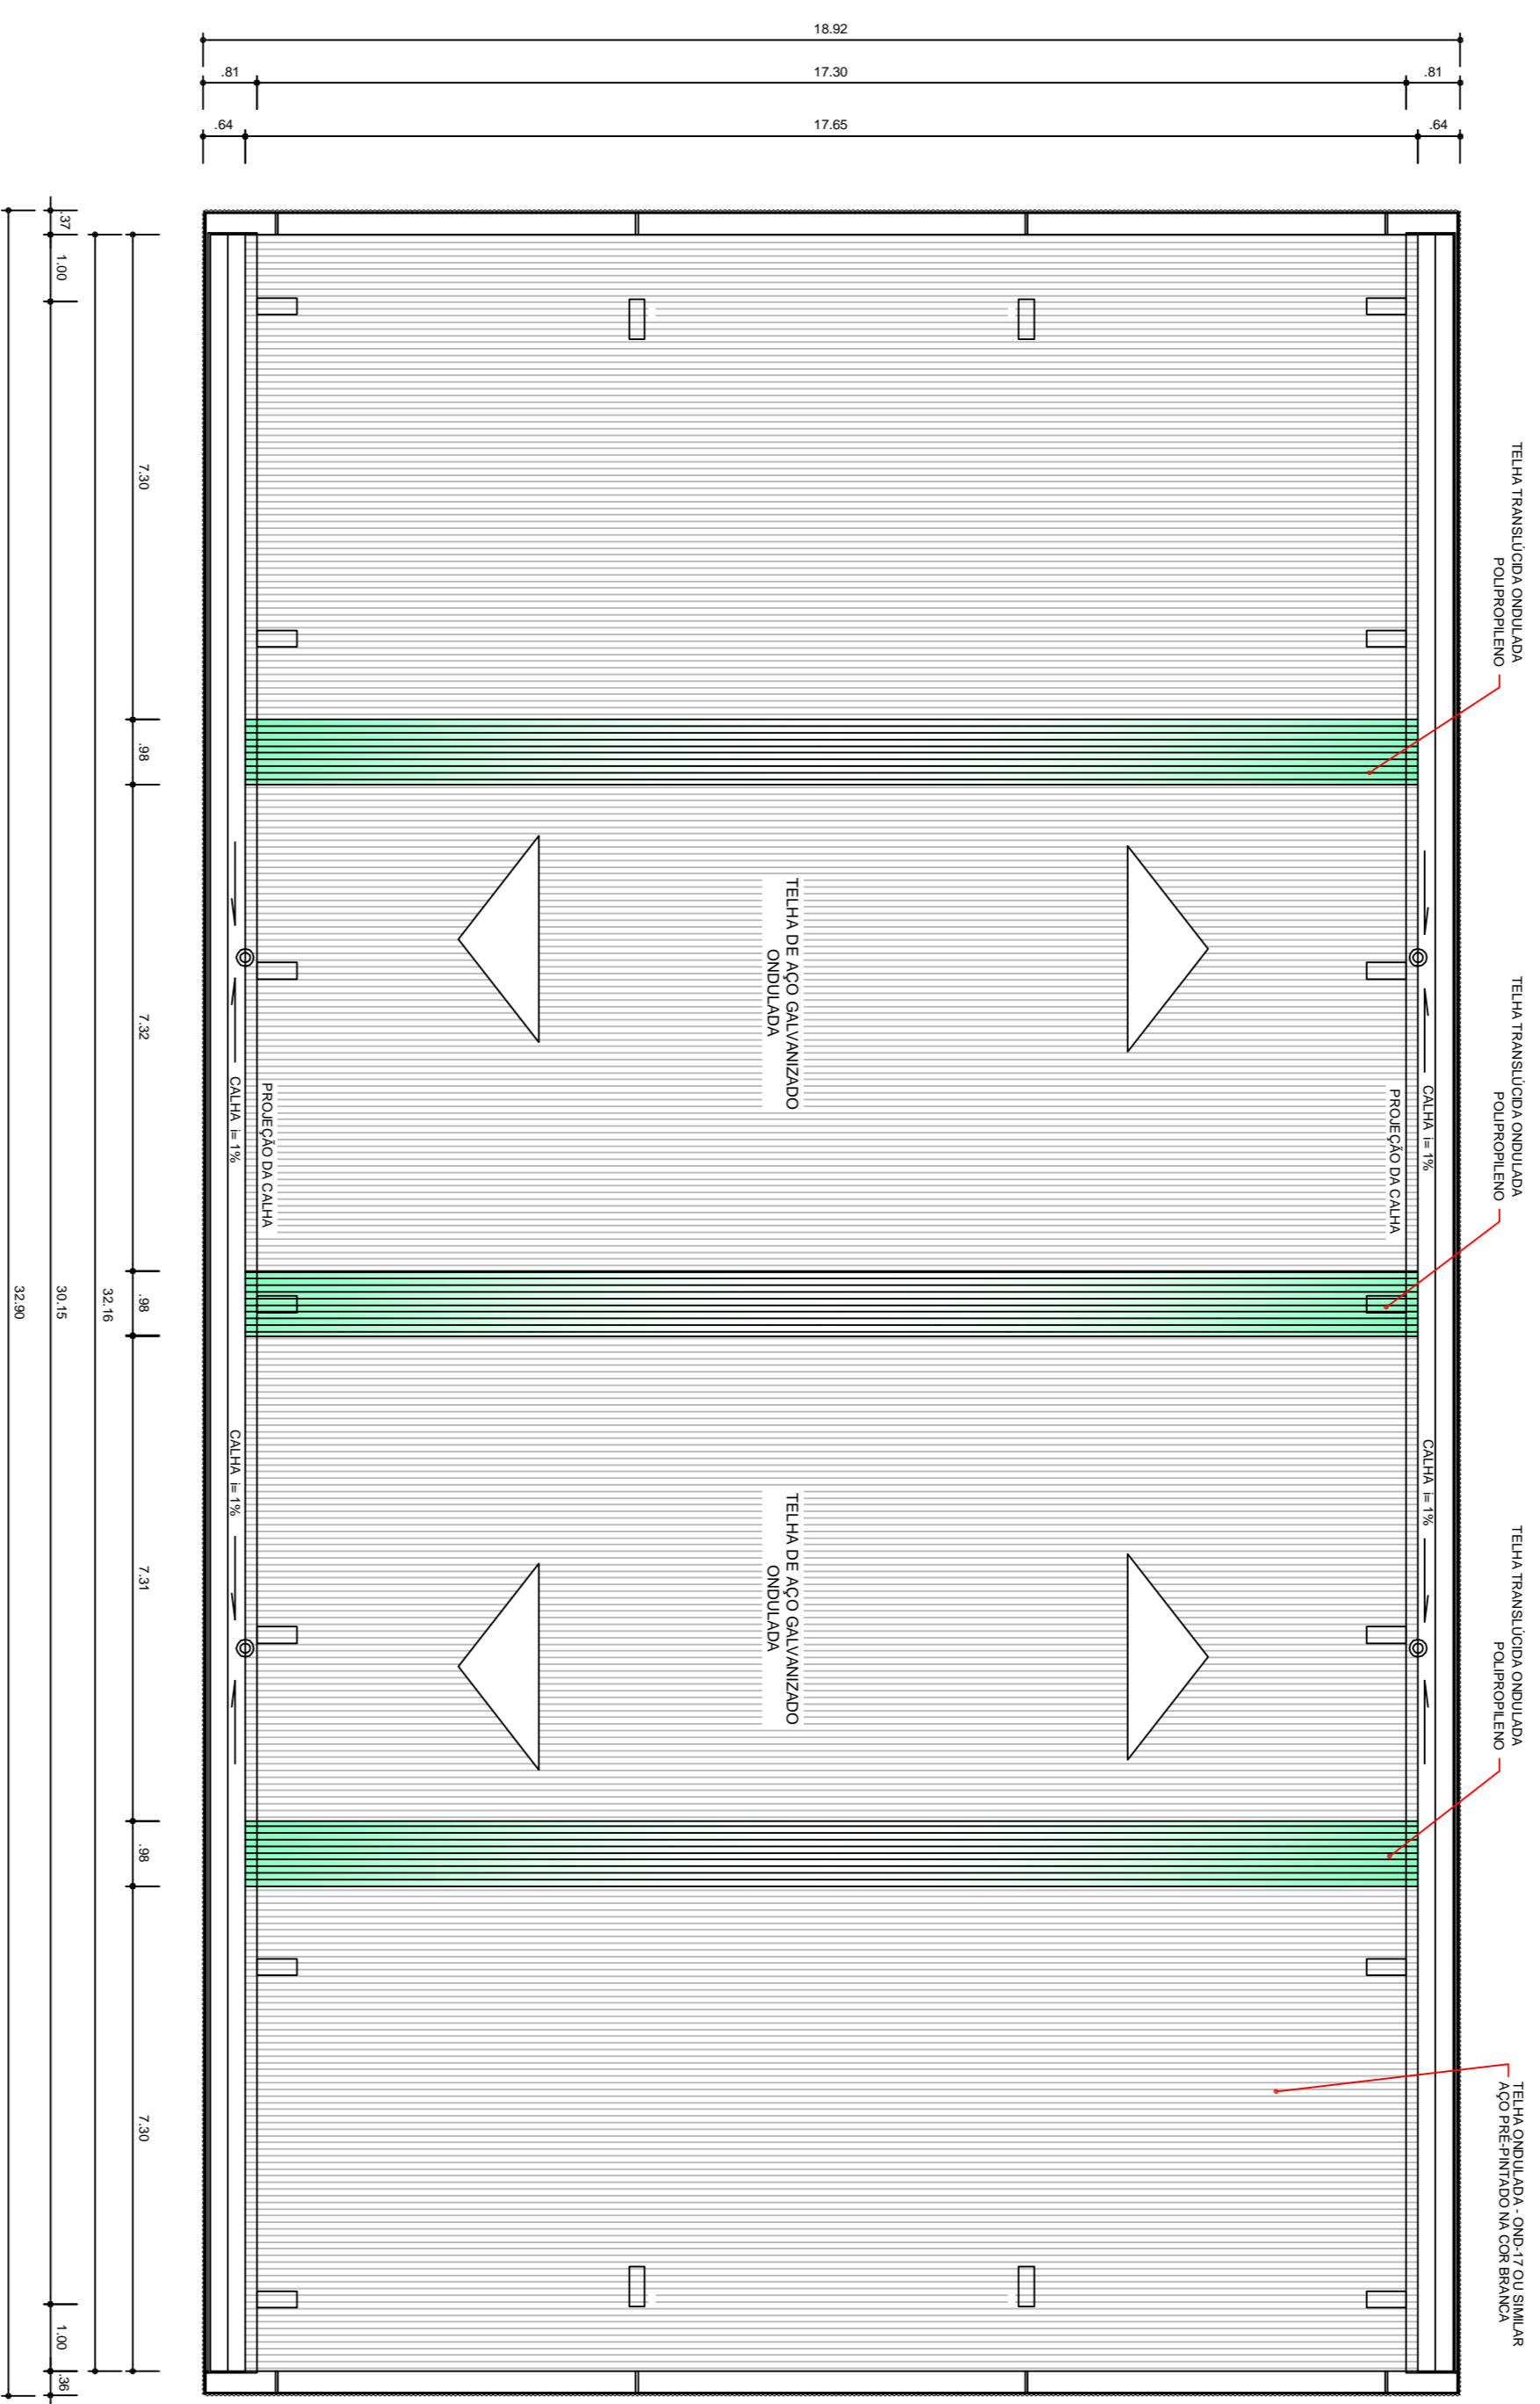 18.92
.81
17.30
.81
.64
17.65
.64
TELHA TRANSLÚCIDA ONDULADA
POLIPROPILENO
TELHA TRANSLÚCIDA ONDULADA
POLIPROPILENO
TELHA TRANSLÚCIDA ONDULADA
POLIPROPILENO
TELHA ONDULADA - OND-17 OU SIMILAR
AÇO PRÉ-PINTADO NA COR BRANCA
CALHA i= 1%
CALHA i= 1%
PROJEÇÃO DA CALHA
TELHA DE AÇO GALVANIZADO
ONDULADA
TELHA DE AÇO GALVANIZADO
ONDULADA
PROJEÇÃO DA CALHA
CALHA i= 1%
CALHA i= 1%
7.30
.98
7.32
.98
7.31
.98
7.30
32.16
.37
1.00
30.15
1.00
.36
32.90